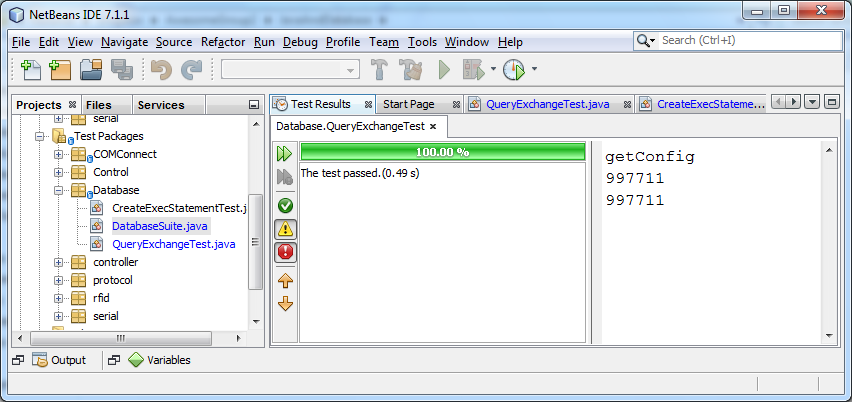 NetBeans IDE 7.1.1
File Edit View Navigate Source Refactor Run Debug Profile Team Tools Window Help
Search (Ctrl+I)
Projects Files Services
serial
Test Packages
COMConnect
Control
Database
CreateExecStatementTest.j
DatabaseSuite.java
QueryExchangeTest.java
controller
protocol
rfid
serial
Test Results Start Page QueryExchangeTest.java CreateExecStateme...
Database.QueryExchangeTest
100.00 %
The test passed.(0.49 s)
getConfig
997711
997711
Output Variables